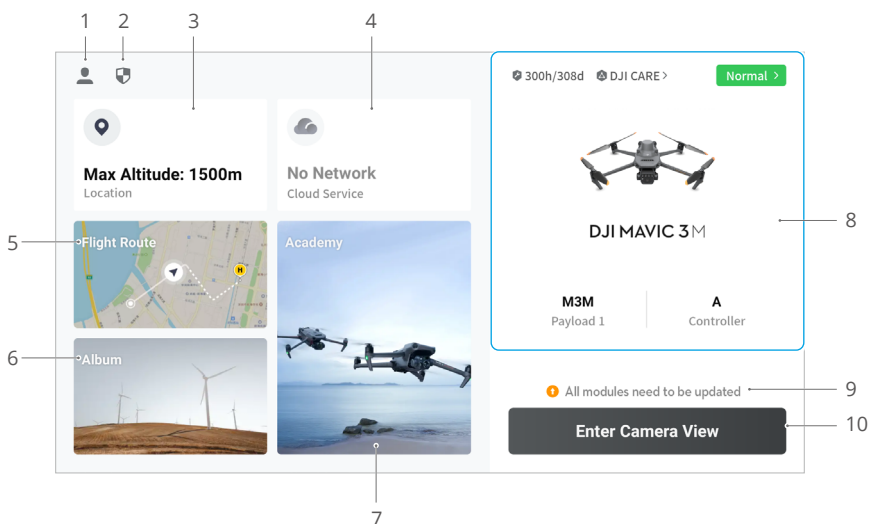 1
2
3
4
300h/308d
DJI CARE >
Normal >
Max Altitude: 1500m
Location
No Network
Cloud Service
5
Flight Route
H
Academy
DJI MAVIC 3M
8
M3M
Payload 1
A
Controller
6
Album
All modules need to be updated
9
Enter Camera View
10
7